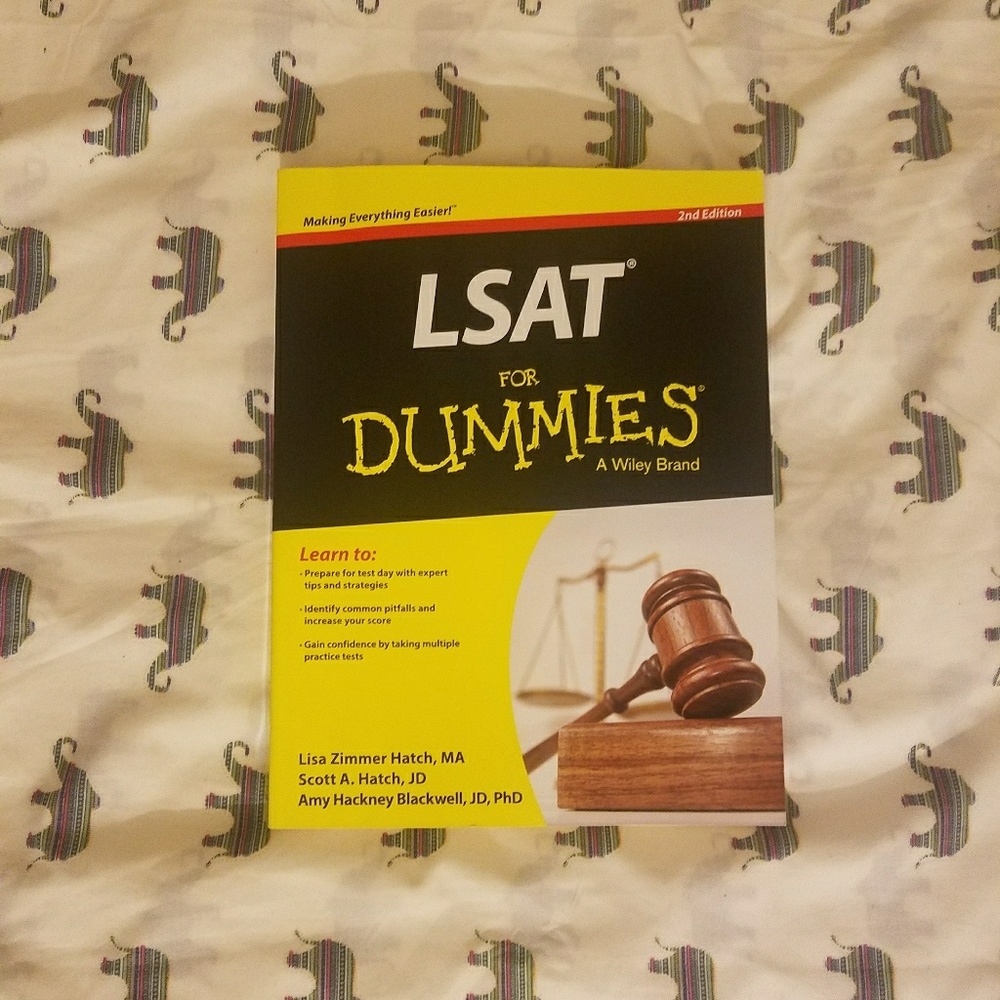 Making Everything Easier!™
2nd Edition
LSAT®
FOR
DUMMIES®
A Wiley Brand
Learn to:
• Prepare for test day with expert
tips and strategies
• Identify common pitfalls and
increase your score
• Gain confidence by taking multiple
practice tests
Lisa Zimmer Hatch, MA
Scott A. Hatch, JD
Amy Hackney Blackwell, JD, PhD